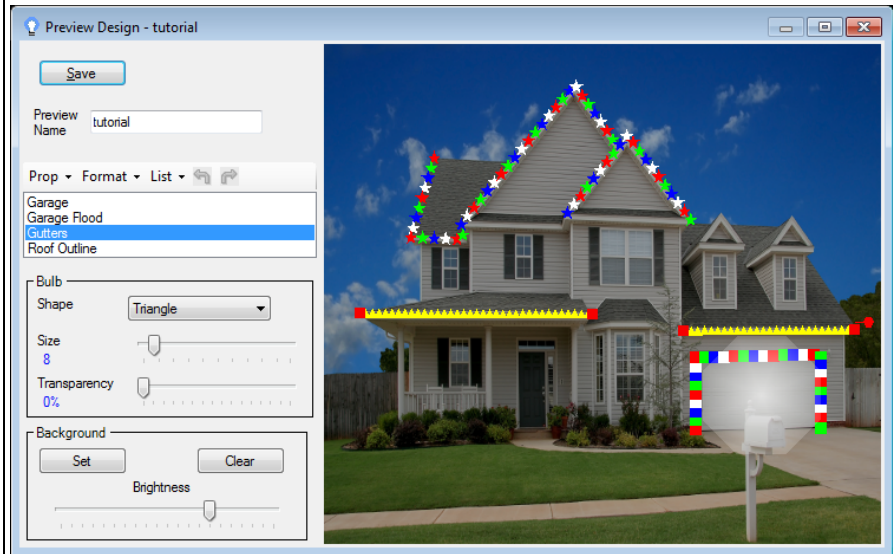 Preview Design - tutorial
Save
Preview
Name
tutorial
Prop Format List
Garage
Garage Flood
Gutters
Roof Outline
Bulb
Shape
Triangle
Size
8
Transparency
0%
Background
Set Clear
Brightness